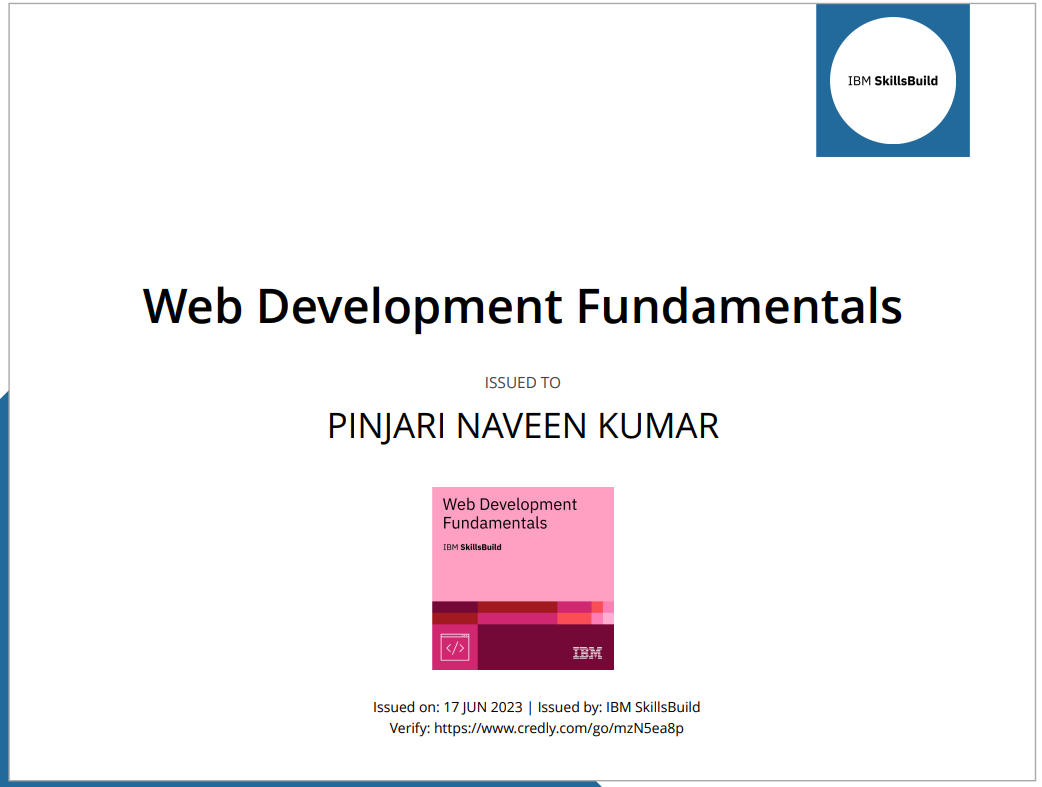 IBM SkillsBuild
Web Development Fundamentals
ISSUED TO
PINJARI NAVEEN KUMAR
Web Development
Fundamentals
IBM SkillsBuild
</>
IBM
Issued on: 17 JUN 2023 | Issued by: IBM SkillsBuild
Verify: https://www.credly.com/go/mzN5ea8p